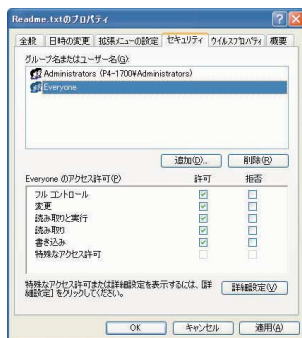 Readme.txtのプロパティ
全般 日時の変更 拡張メニューの設定 セキュリティ ウイルスプロパティ 概要
グループ名またはユーザー名(G):
Administrators (P4-1700¥Administrators)
Everyone
追加(D)... 削除(R)
Everyone のアクセス許可(P) 許可 拒否
フル コントロール
変更
読み取りと実行
読み取り
書き込み
特殊なアクセス許可
特殊なアクセス許可または詳細設定を表示するには、[詳
細設定] をクリックしてください。
詳細設定(V)
OK キャンセル 適用(A)